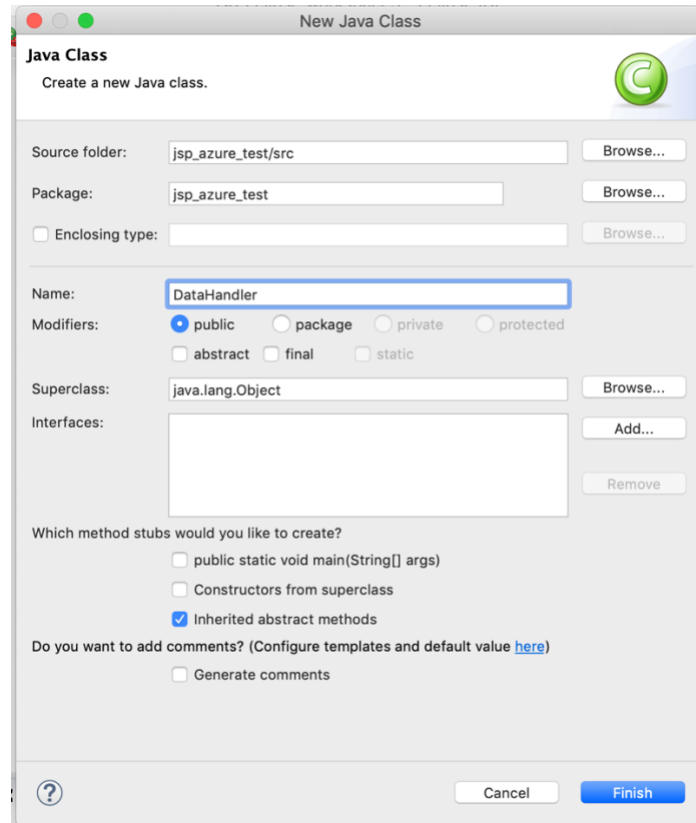 New Java Class
Java Class
Create a new Java class.
Source folder: jsp_azure_test/src Browse...
Package: jsp_azure_test Browse...
Enclosing type: Browse...
Name: DataHandler
Modifiers: public package private protected
abstract final static
Superclass: java.lang.Object Browse...
Interfaces: Add...
Remove
Which method stubs would you like to create?
public static void main(String[] args)
Constructors from superclass
Inherited abstract methods
Do you want to add comments? (Configure templates and default value here)
Generate comments
? Cancel Finish